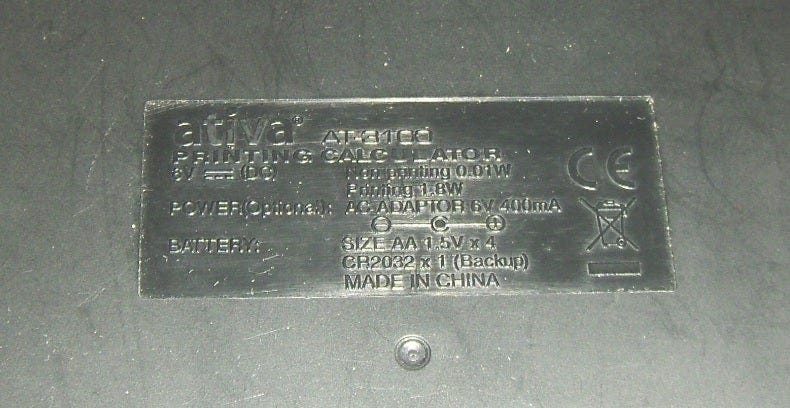 ativa® AT-3100
PRINTING CALCULATOR
6V ⎓ (DC) Non-printing 0.01W
Printing 1.8W
POWER(Optional): AC ADAPTOR 6V 400mA
BATTERY: SIZE AA 1.5V x 4
CR2032 x 1 (Backup)
MADE IN CHINA
CE